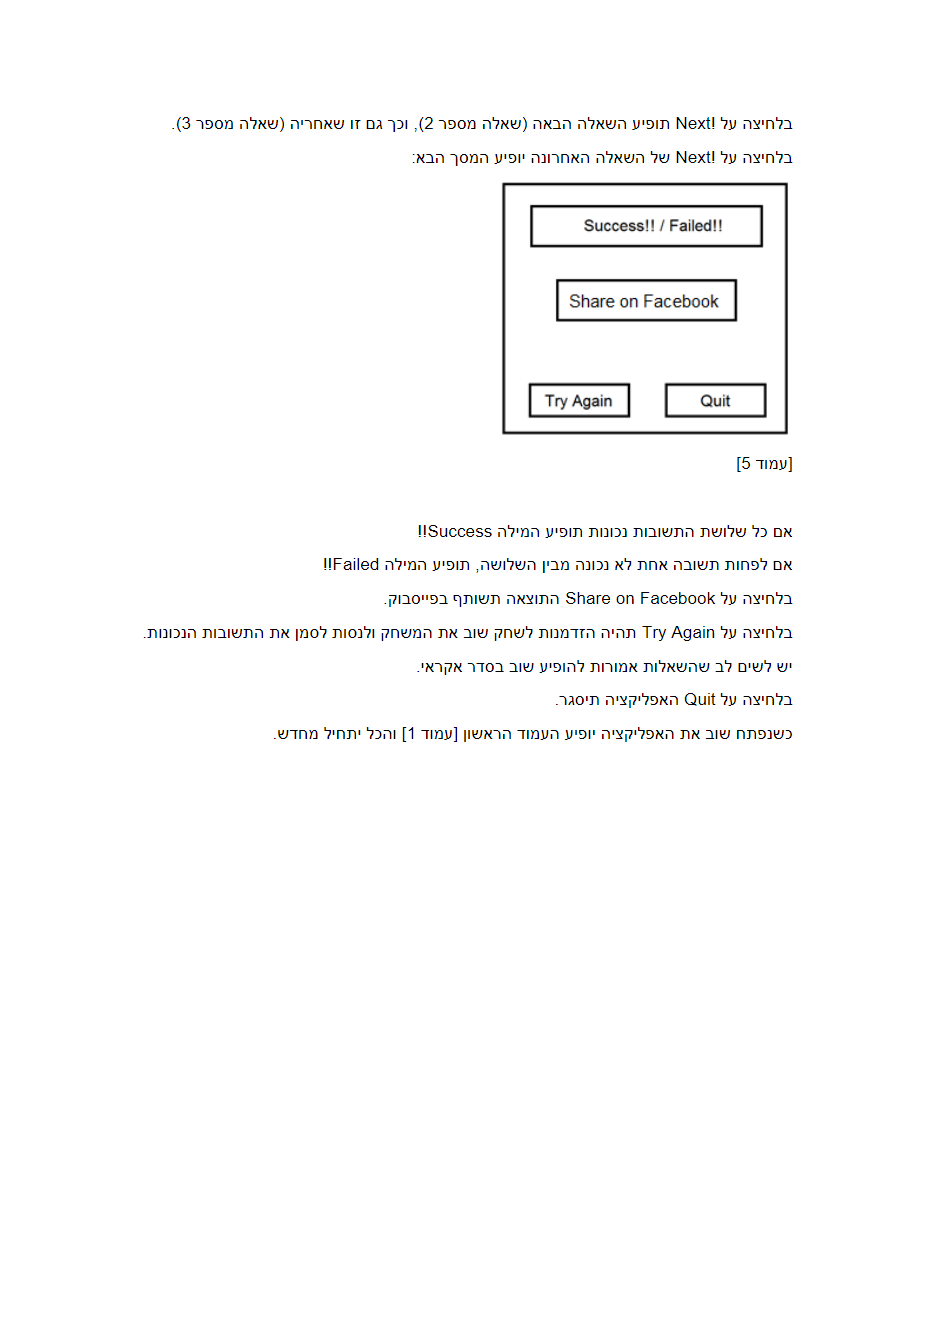 בלחיצה על Next! תופיע השאלה הבאה (שאלה מספר 2), וכך גם זו שאחריה (שאלה מספר 3).
בלחיצה על Next! של השאלה האחרונה יופיע המסך הבא:
Success!! / Failed!!
Share on Facebook
Try Again
Quit
[עמוד 5]
אם כל שלושת התשובות נכונות תופיע המילה Success!!
אם לפחות תשובה אחת לא נכונה מבין השלושה, תופיע המילה Failed!!
בלחיצה על Share on Facebook התוצאה תשותף בפייסבוק.
בלחיצה על Try Again תהיה הזדמנות לשחק שוב את המשחק ולנסות לסמן את התשובות הנכונות.
יש לשים לב שהשאלות אמורות להופיע שוב בסדר אקראי.
בלחיצה על Quit האפליקציה תיסגר.
כשנפתח שוב את האפליקציה יופיע העמוד הראשון [עמוד 1] והכל יתחיל מחדש.